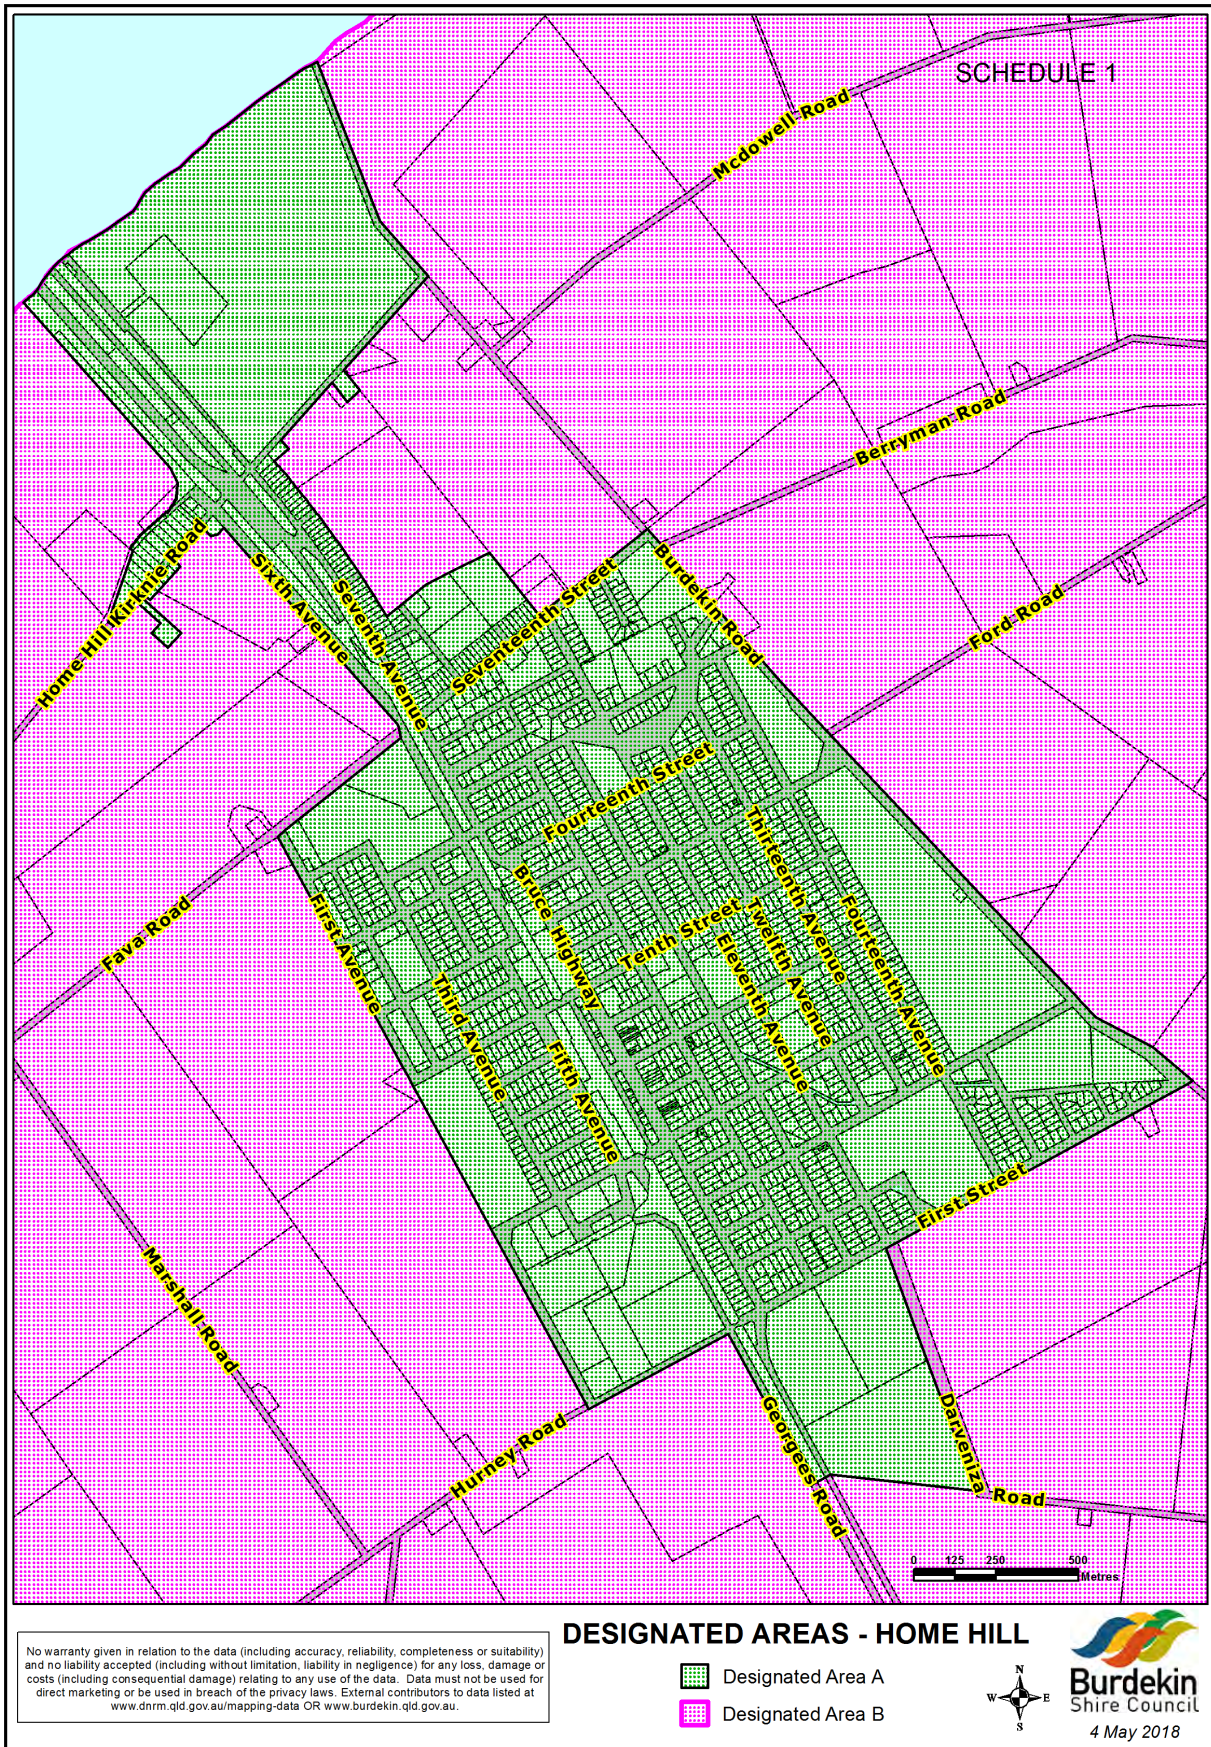 SCHEDULE 1
Mcdowell Road
Berryman Road
Ford Road
Burdekin Road
Seventeenth Street
Home Hill Kirknie Road
Sixth Avenue
Seventh Avenue
Fourteenth Street
Thirteenth Avenue
Fourteenth Avenue
Bruce Highway
Tenth Street
Twelfth Avenue
Eleventh Avenue
First Avenue
Fava Road
Third Avenue
Fifth Avenue
First Street
Marshall Road
Hurney Road
Georgees Road
Darveniza Road
0 125 250 500
Metres
DESIGNATED AREAS - HOME HILL
No warranty given in relation to the data (including accuracy, reliability, completeness or suitability)
and no liability accepted (including without limitation, liability in negligence) for any loss, damage or
costs (including consequential damage) relating to any use of the data. Data must not be used for
direct marketing or be used in breach of the privacy laws. External contributors to data listed at
www.dnrm.qld.gov.au/mapping-data OR www.burdekin.qld.gov.au.
Designated Area A
Designated Area B
N
W E
S
Burdekin
Shire Council
4 May 2018